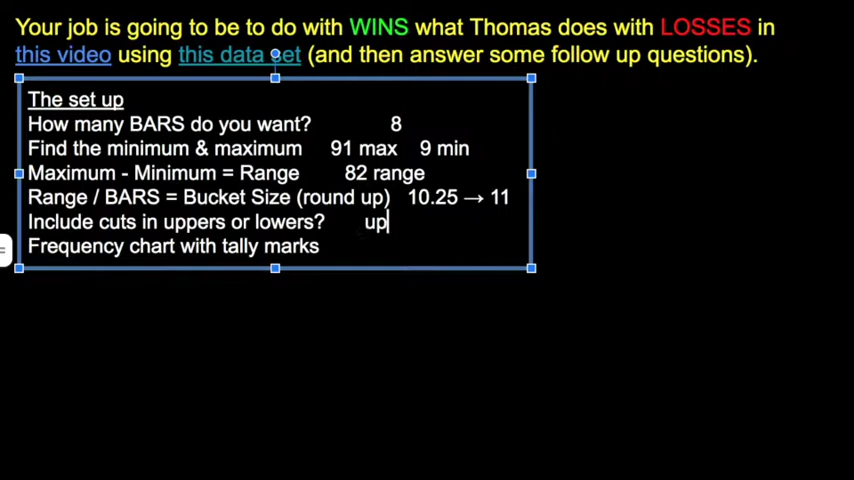 Your job is going to be to do with WINS what Thomas does with LOSSES in
this video using this data set (and then answer some follow up questions).
The set up
How many BARS do you want? 8
Find the minimum & maximum 91 max 9 min
Maximum - Minimum = Range 82 range
Range / BARS = Bucket Size (round up) 10.25 → 11
Include cuts in uppers or lowers? up
Frequency chart with tally marks